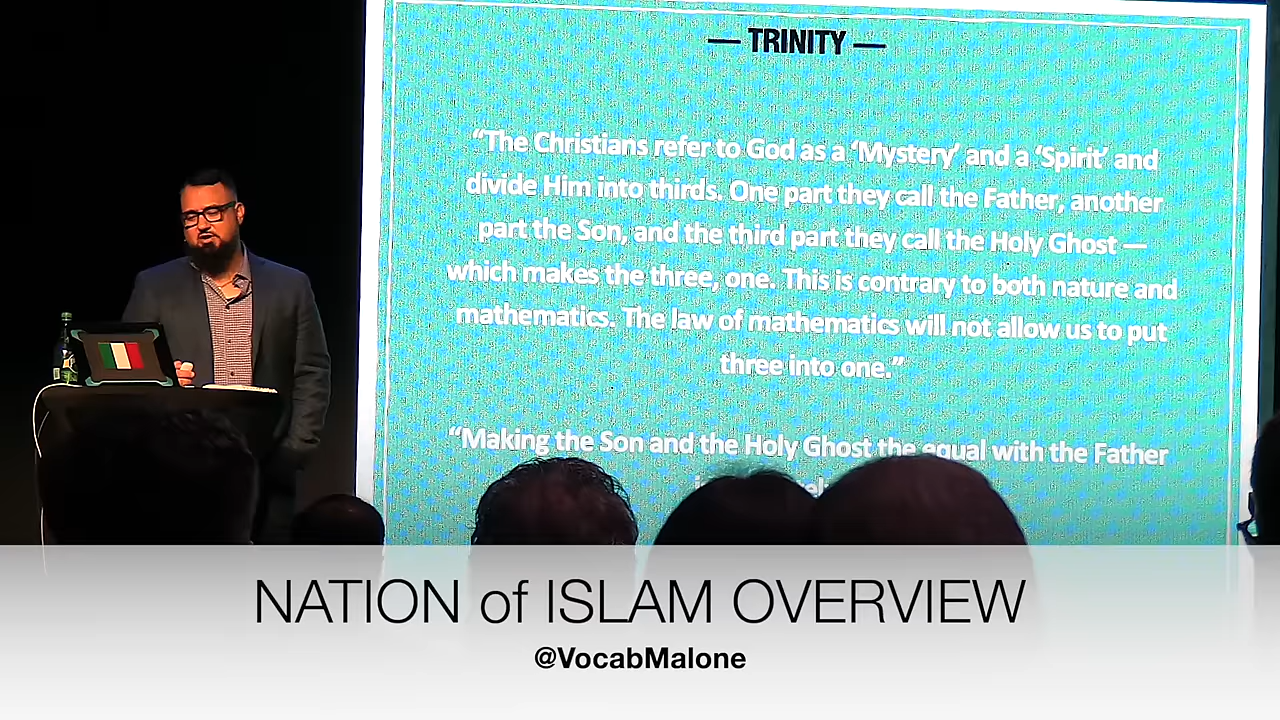 — TRINITY —
“The Christians refer to God as a ‘Mystery’ and a ‘Spirit’ and
divide Him into thirds. One part they call the Father, another
part the Son, and the third part they call the Holy Ghost —
which makes the three, one. This is contrary to both nature and
mathematics. The law of mathematics will not allow us to put
three into one.”
“Making the Son and the Holy Ghost the equal with the Father
NATION of ISLAM OVERVIEW
@VocabMalone